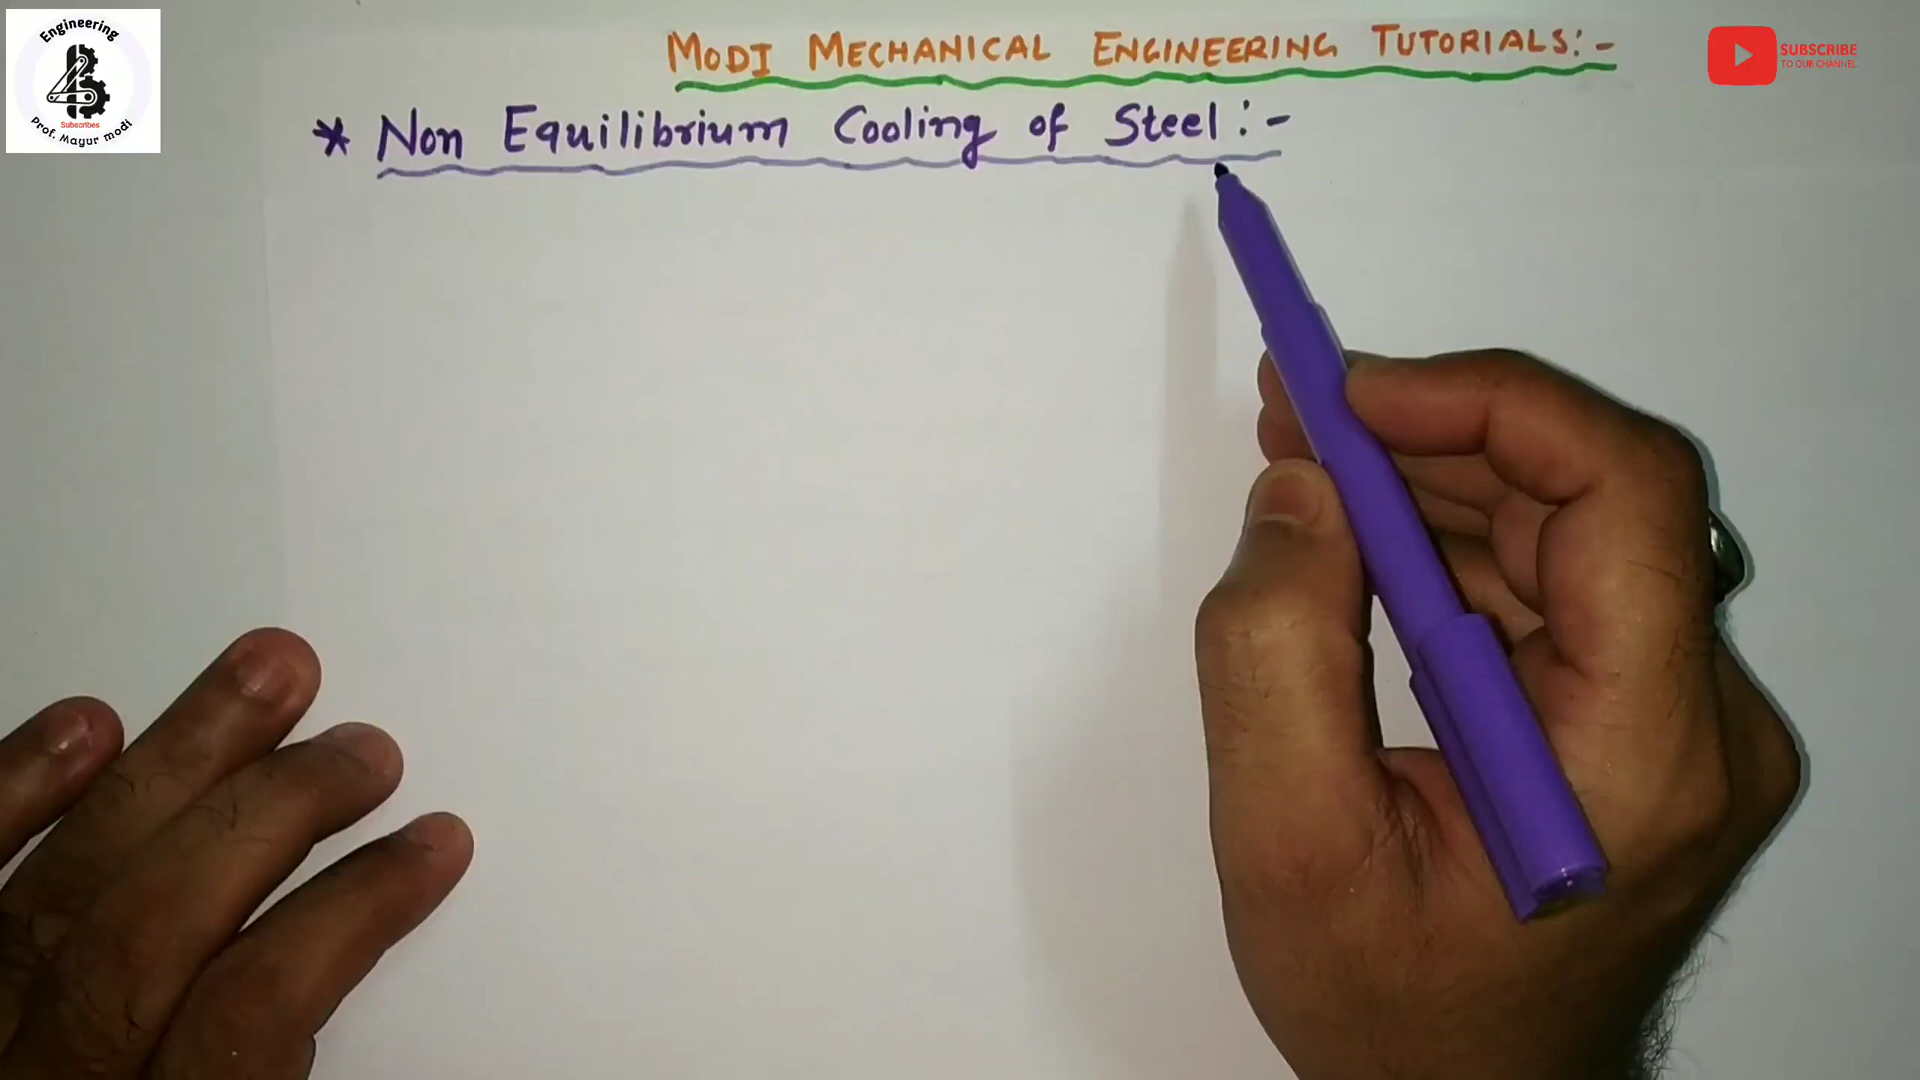 Engineering
Subscribes
Prof. Mayur modi
MODI MECHANICAL ENGINEERING TUTORIALS:-
SUBSCRIBE
TO OUR CHANNEL
* Non Equilibrium Cooling of Steel:-